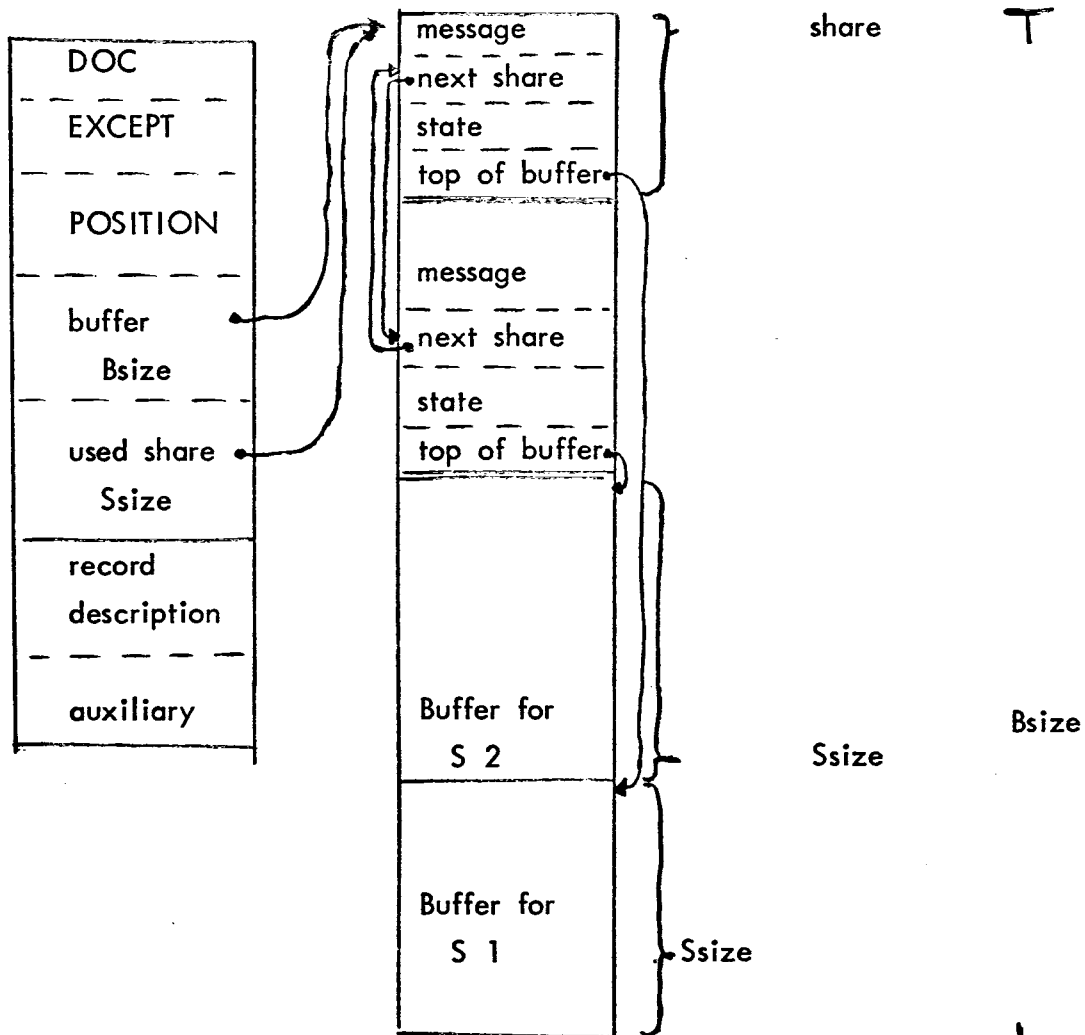 DOC
EXCEPT
POSITION
buffer
Bsize
used share
Ssize
record
description
auxiliary
message
next share
state
top of buffer
message
next share
state
top of buffer
Buffer for
S 2
Buffer for
S 1
share
Ssize
Ssize
Bsize